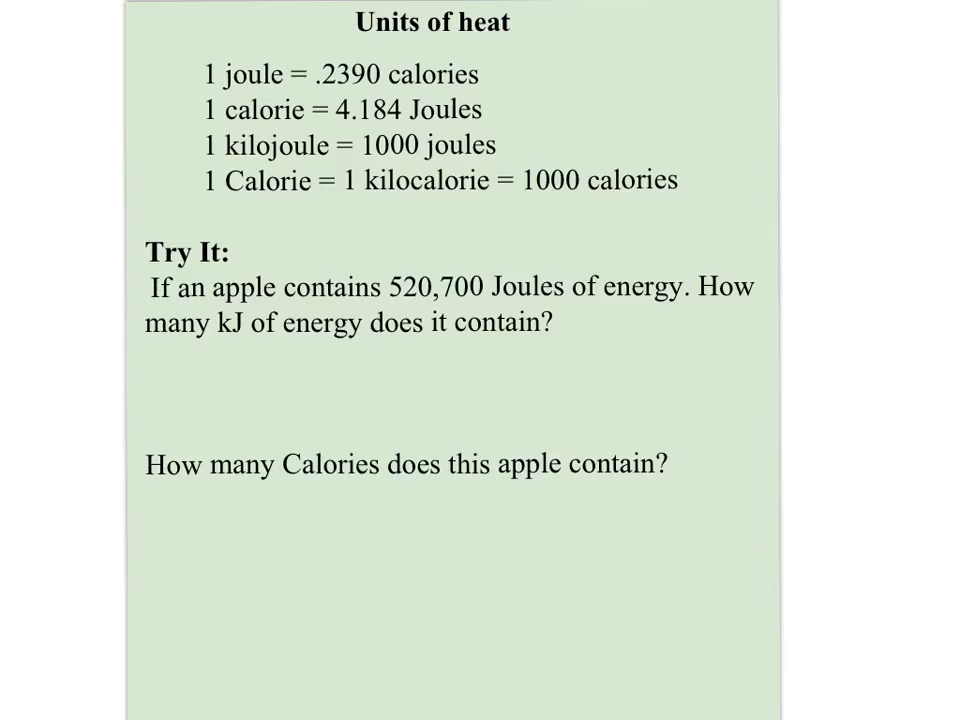 Units of heat
1 joule = .2390 calories
1 calorie = 4.184 Joules
1 kilojoule = 1000 joules
1 Calorie = 1 kilocalorie = 1000 calories
Try It:
If an apple contains 520,700 Joules of energy. How
many kJ of energy does it contain?
How many Calories does this apple contain?